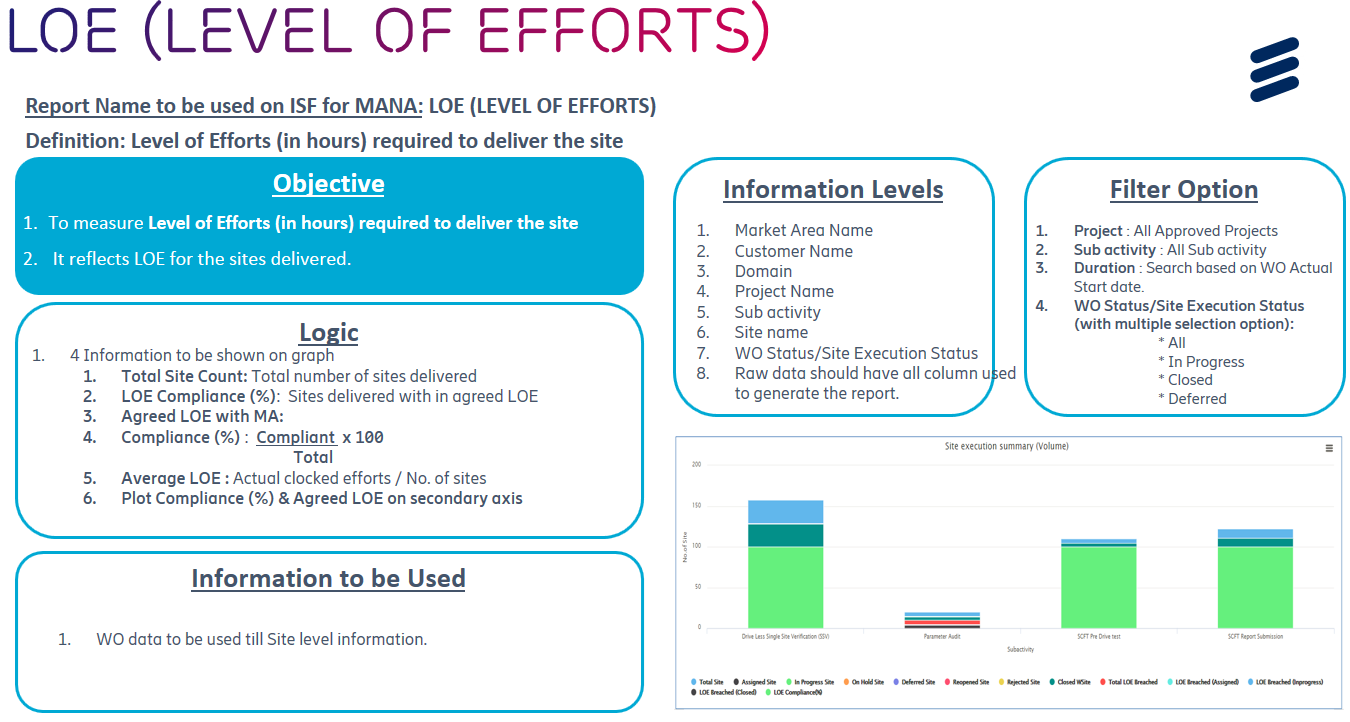 LOE (LEVEL OF EFFORTS)
Report Name to be used on ISF for MANA: LOE (LEVEL OF EFFORTS)
Definition: Level of Efforts (in hours) required to deliver the site
Objective
1. To measure Level of Efforts (in hours) required to deliver the site
2. It reflects LOE for the sites delivered.
Logic
1. 4 Information to be shown on graph
1. Total Site Count: Total number of sites delivered
2. LOE Compliance (%): Sites delivered with in agreed LOE
3. Agreed LOE with MA:
4. Compliance (%) : Compliant x 100
Total
5. Average LOE : Actual clocked efforts / No. of sites
6. Plot Compliance (%) & Agreed LOE on secondary axis
Information to be Used
1. WO data to be used till Site level information.
Information Levels
1. Market Area Name
2. Customer Name
3. Domain
4. Project Name
5. Sub activity
6. Site name
7. WO Status/Site Execution Status
8. Raw data should have all column used
to generate the report.
Filter Option
1. Project : All Approved Projects
2. Sub activity : All Sub activity
3. Duration : Search based on WO Actual
Start date.
4. WO Status/Site Execution Status
(with multiple selection option):
* All
* In Progress
* Closed
* Deferred
Site execution summary (Volume)
200
150
100
50
0
No.of Site
Drive Less Single Site Verification (SSV)
Parameter Audit
SCFT Pre Drive test
SCFT Report Submission
Subactivity
Total Site Assigned Site In Progress Site On Hold Site Deferred Site Reopened Site Rejected Site Closed WSite Total LOE Breached LOE Breached (Assigned) LOE Breached (Inprogress)
LOE Breached (Closed) LOE Compliance(%)